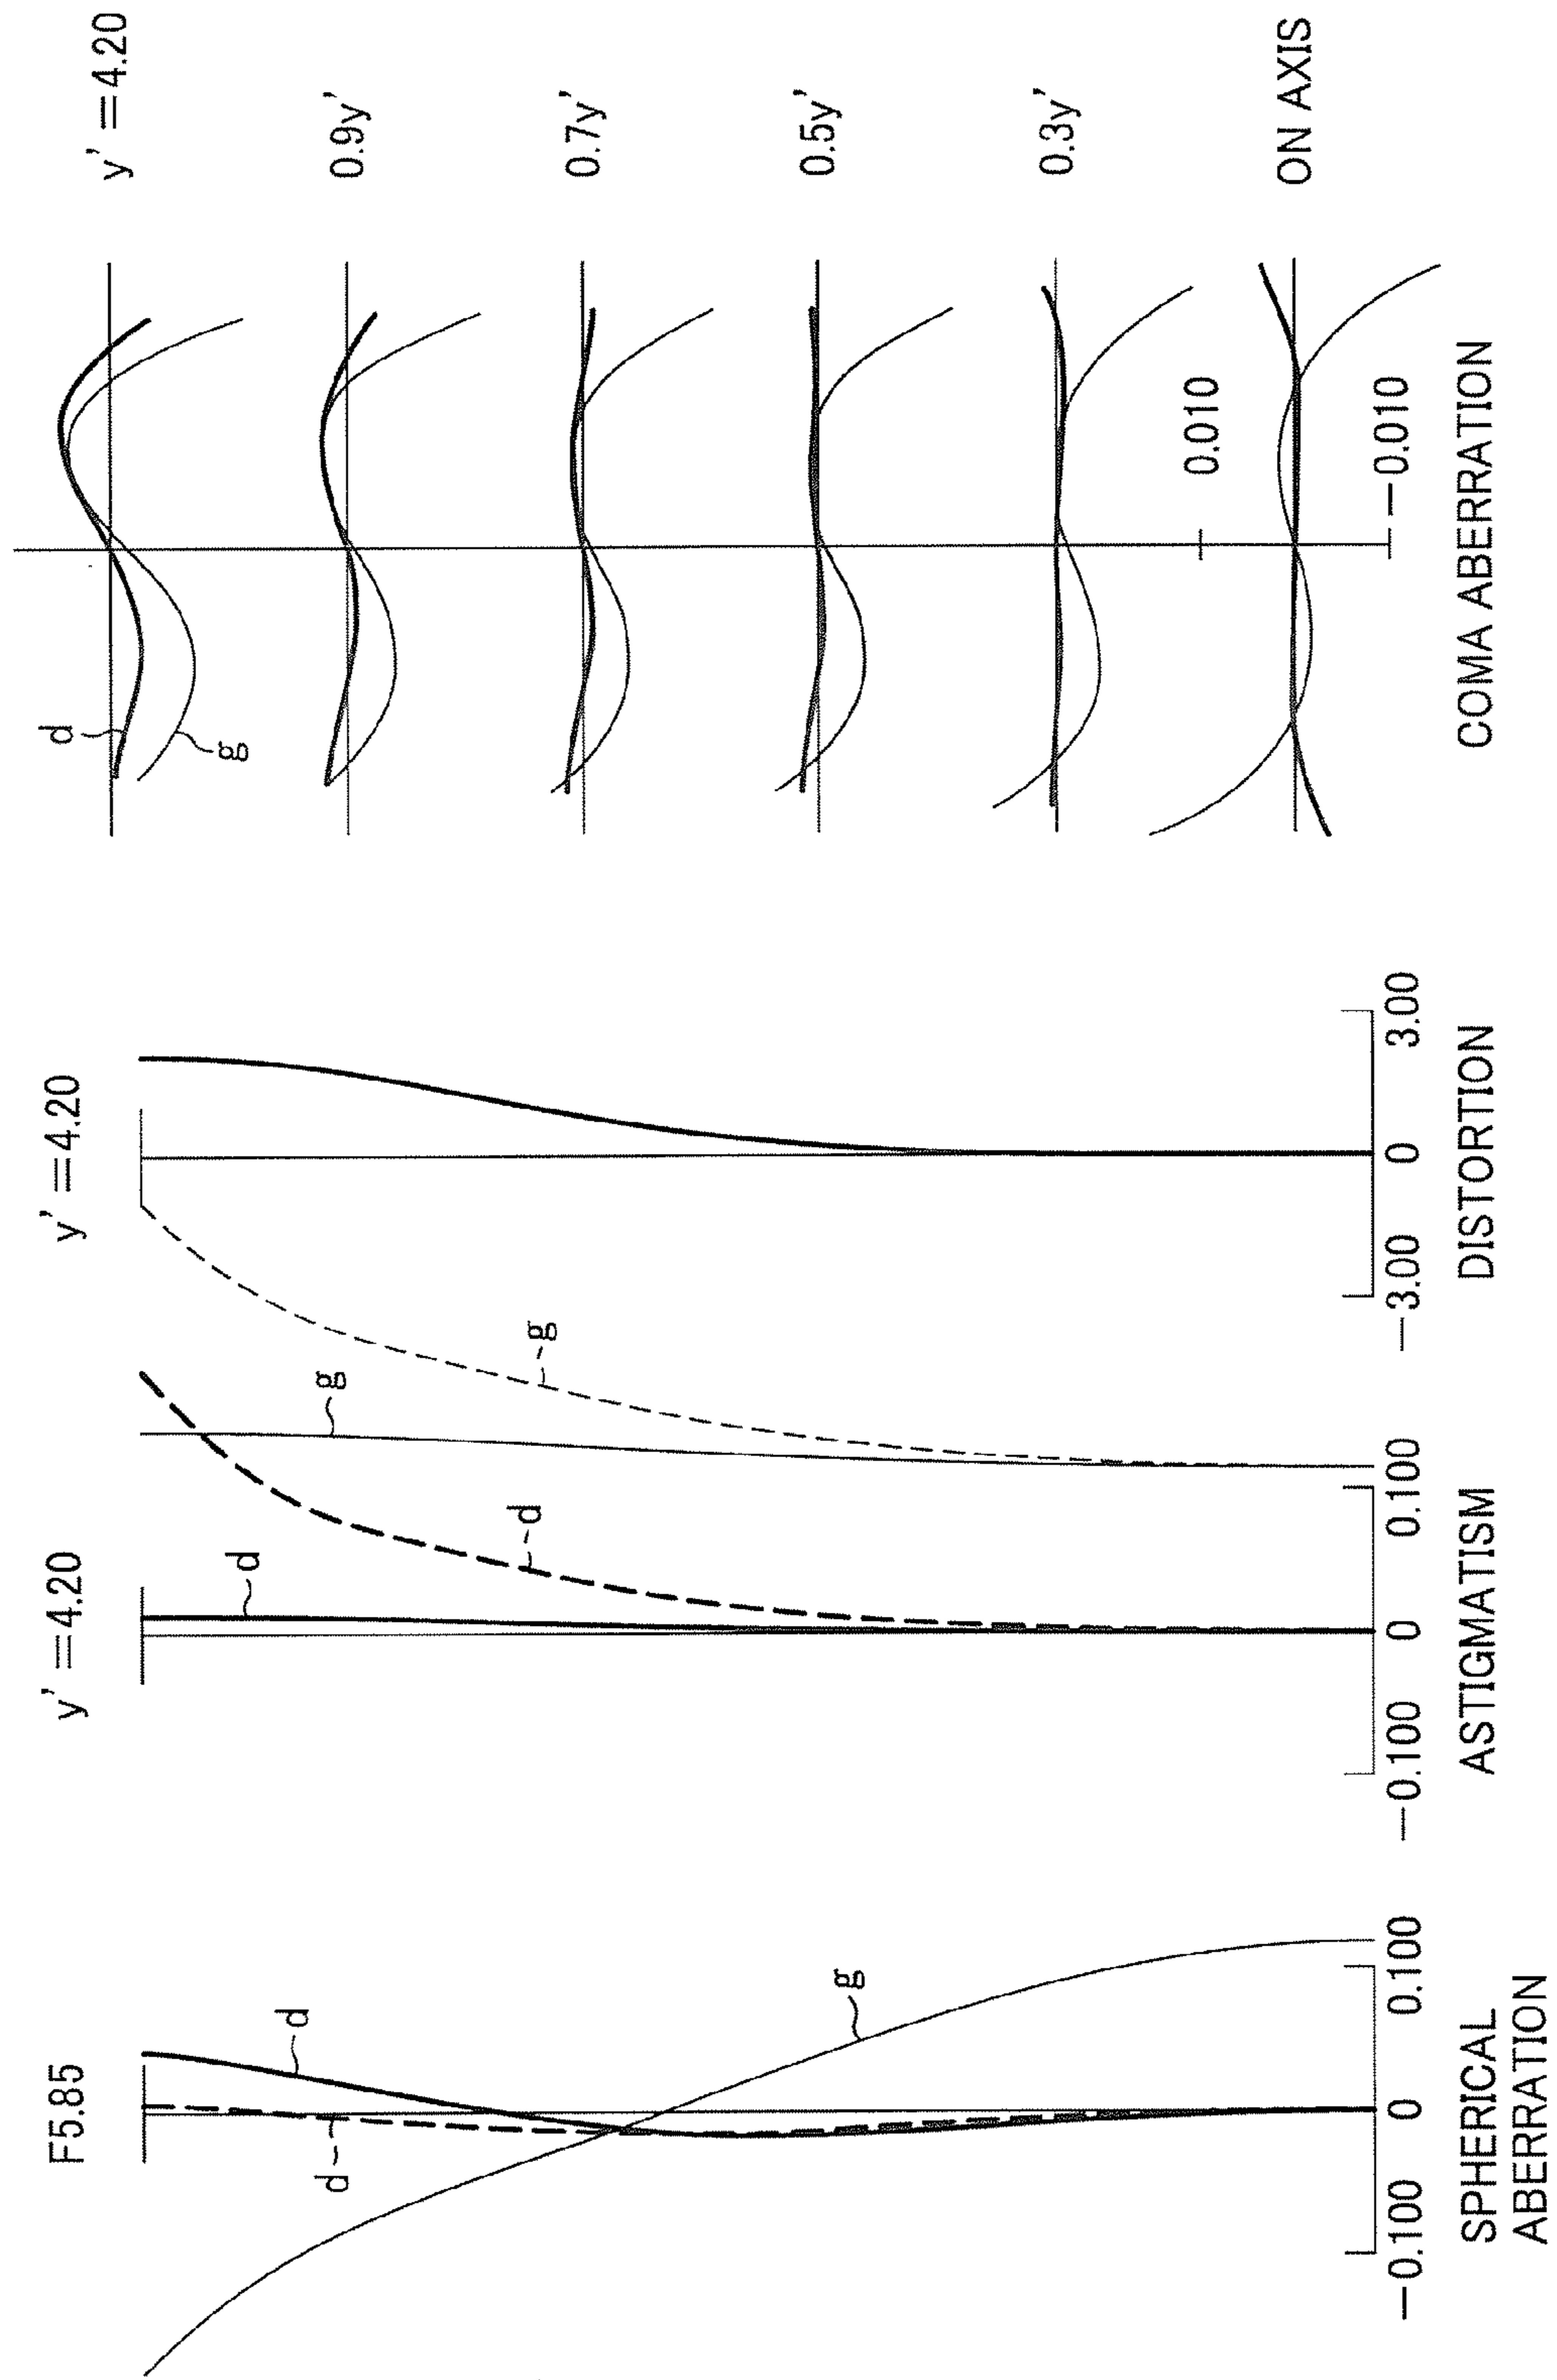 F5.85
d
d
g
−0.100
0
0.100
SPHERICAL
ABERRATION
y' =4.20
d
d
g
g
−0.100
0
0.100
ASTIGMATISM
y' =4.20
−3.00
0
3.00
DISTORTION
d
g
y' =4.20
0.9y'
0.7y'
0.5y'
0.3y'
0.010
ON AXIS
−0.010
COMA ABERRATION